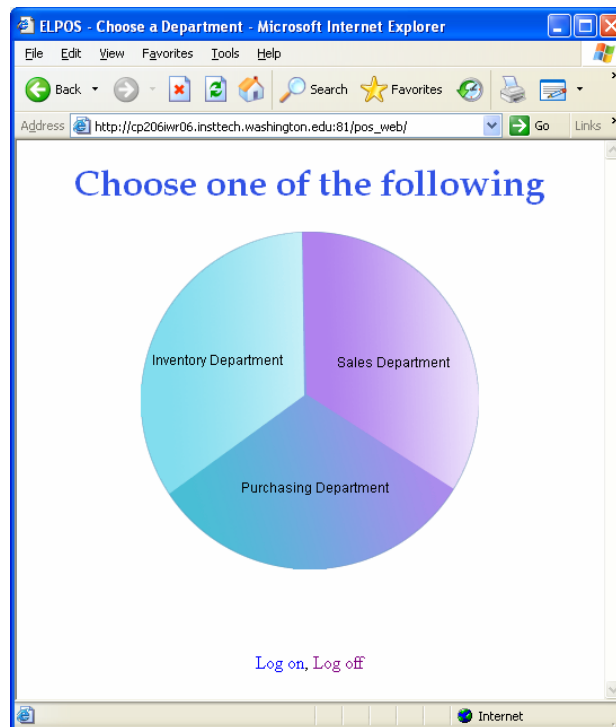 ELPOS - Choose a Department - Microsoft Internet Explorer
File Edit View Favorites Tools Help
Back Search Favorites
Address http://cp206iwr06.insttech.washington.edu:81/pos_web/ Go Links
Choose one of the following
Inventory Department
Sales Department
Purchasing Department
Log on, Log off
Internet